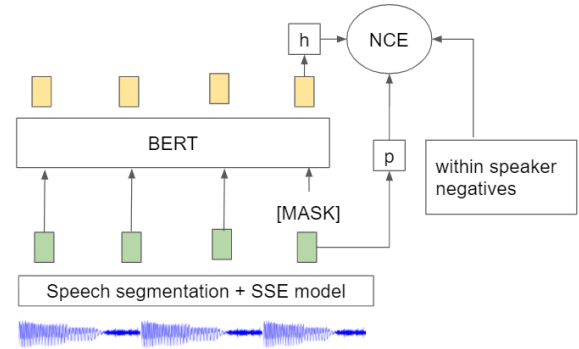 h
NCE
BERT
p
within speaker
negatives
[MASK]
Speech segmentation + SSE model